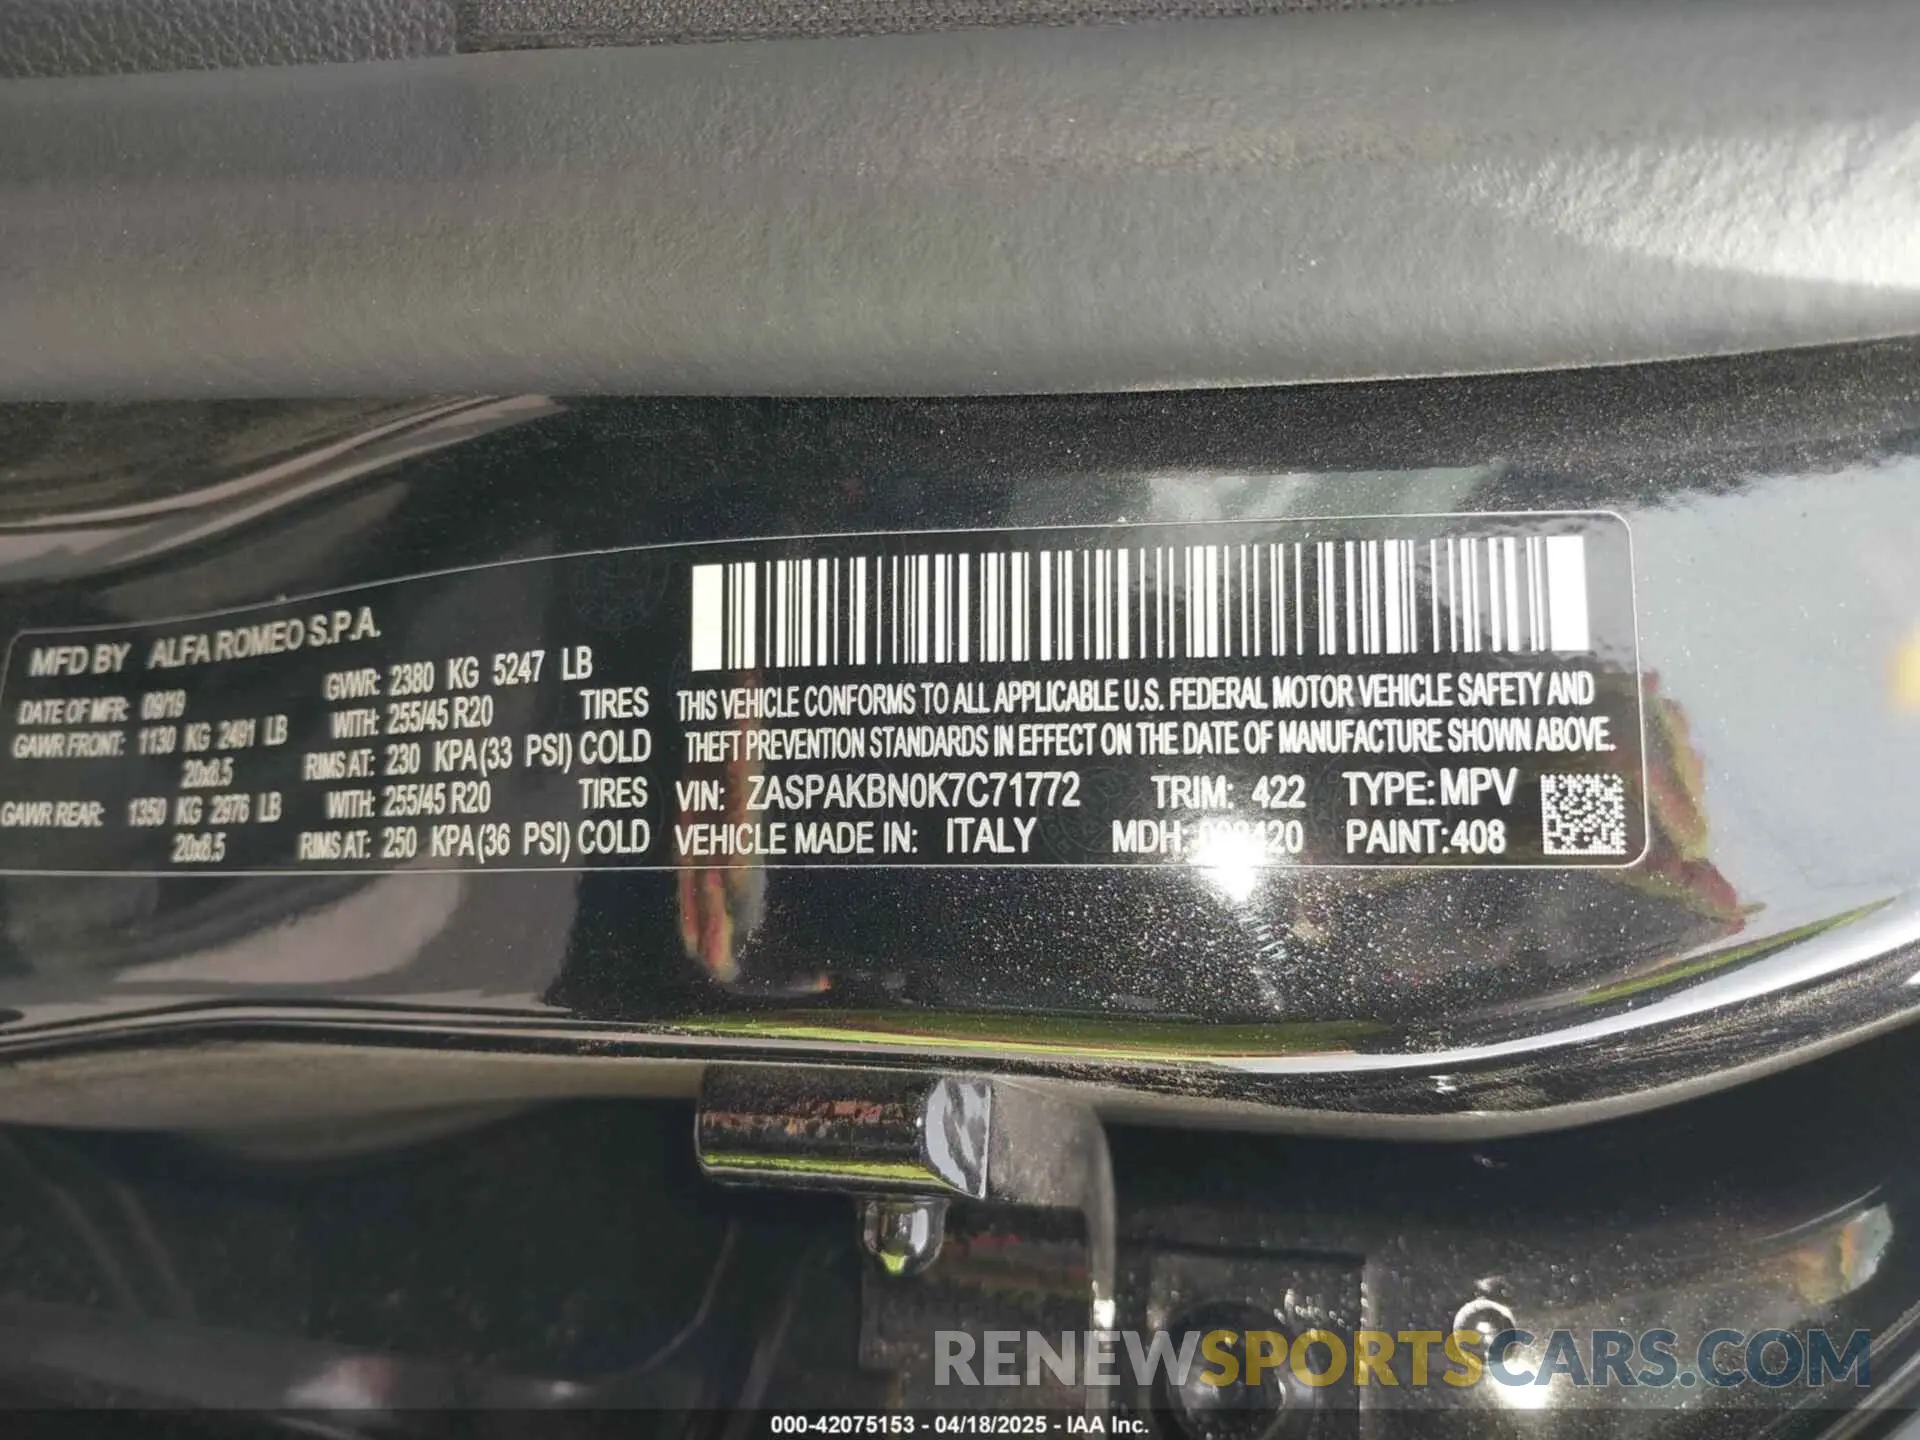 MFD BY ALFA ROMEO S.P.A.
DATE OF MFR: 09/19 GVWR: 2380 KG 5247 LB
GAWR FRONT: 1130 KG 2491 LB WITH: 255/45 R20 TIRES
20x8.5 RIMS AT: 230 KPA(33 PSI) COLD
GAWR REAR: 1350 KG 2976 LB WITH: 255/45 R20 TIRES
20x8.5 RIMS AT: 250 KPA(36 PSI) COLD
THIS VEHICLE CONFORMS TO ALL APPLICABLE U.S. FEDERAL MOTOR VEHICLE SAFETY AND
THEFT PREVENTION STANDARDS IN EFFECT ON THE DATE OF MANUFACTURE SHOWN ABOVE.
VIN: ZASPAKBN0K7C71772 TRIM: 422 TYPE: MPV
VEHICLE MADE IN: ITALY MDH: PAINT:408
RENEWSPORTSCARS.COM
000-42075153 - 04/18/2025 - IAA Inc.